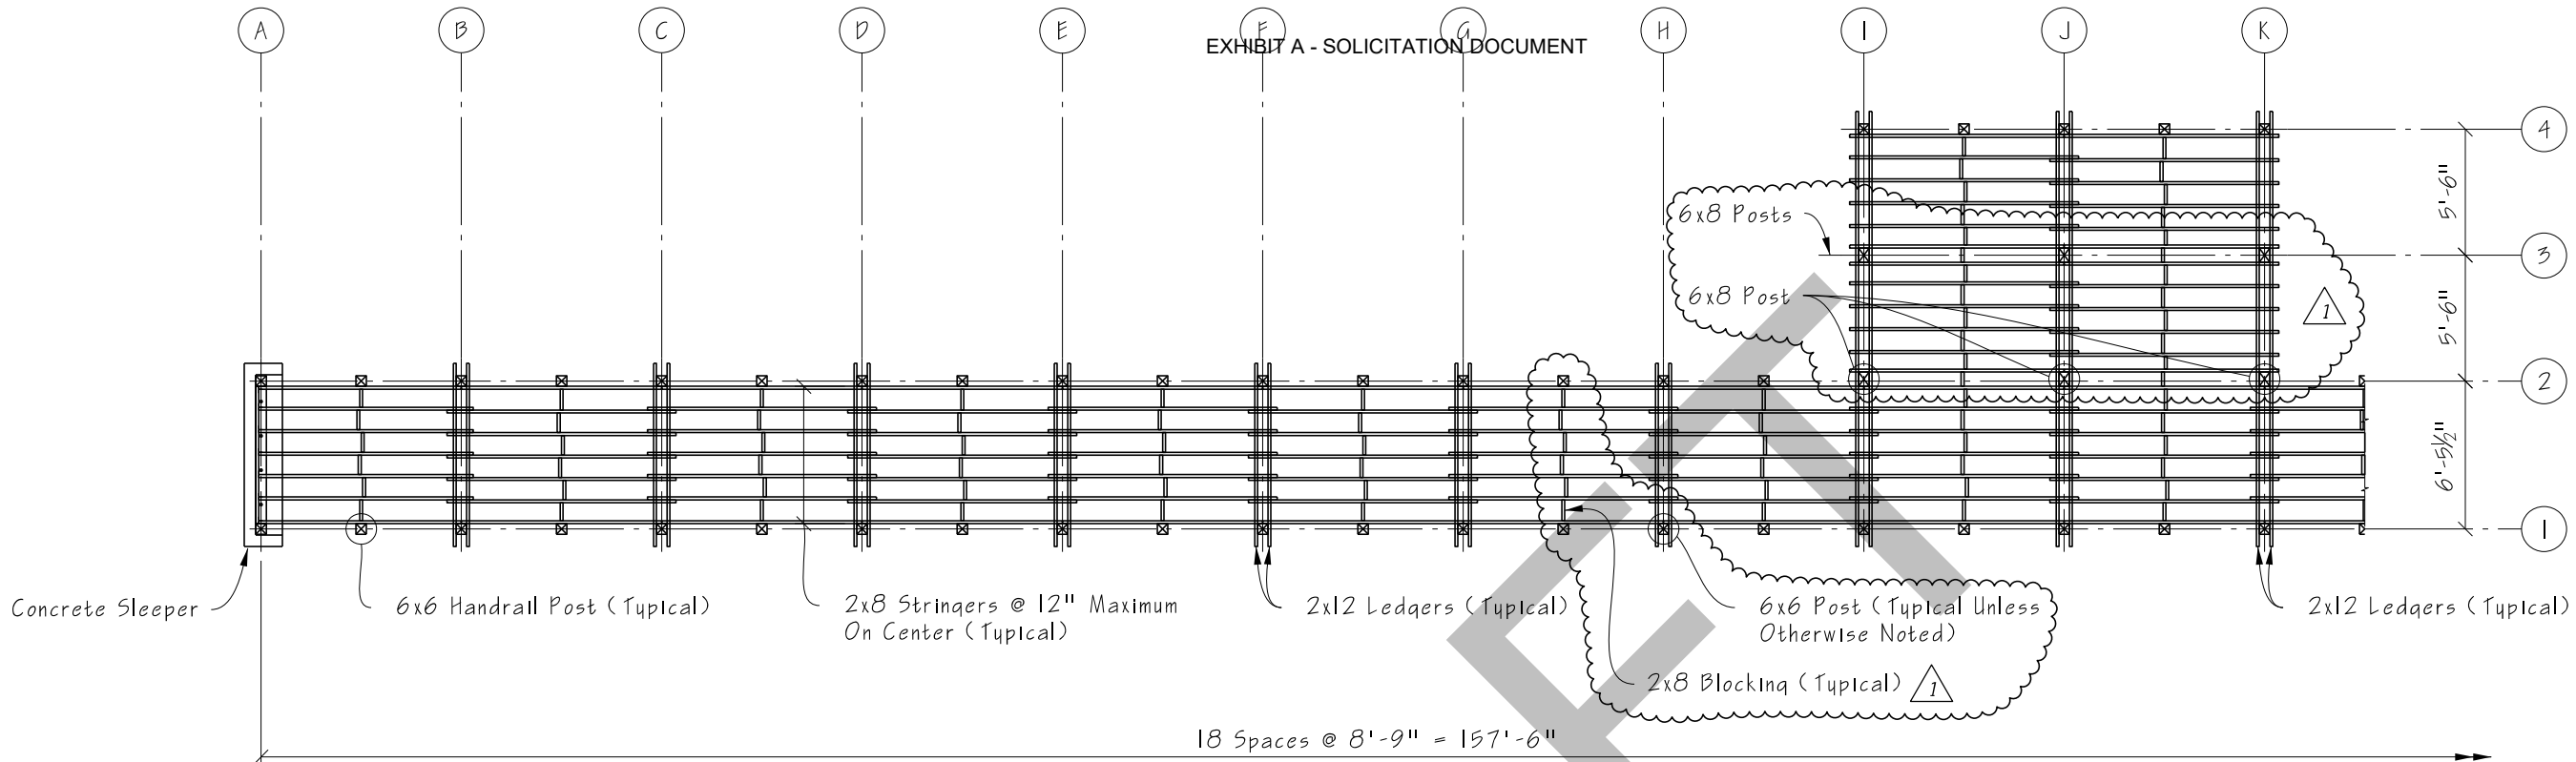 A B C D E F G H I J K
EXHIBIT A - SOLICITATION DOCUMENT
4
5'-6"
6x8 Posts
3
6x8 Post
1
5'-6"
2
6'-5½"
1
Concrete Sleeper
6x6 Handrail Post (Typical)
2x8 Stringers @ 12" Maximum
On Center (Typical)
2x12 Ledgers (Typical)
6x6 Post (Typical Unless
Otherwise Noted)
2x12 Ledgers (Typical)
2x8 Blocking (Typical)
1
18 Spaces @ 8'-9" = 157'-6"